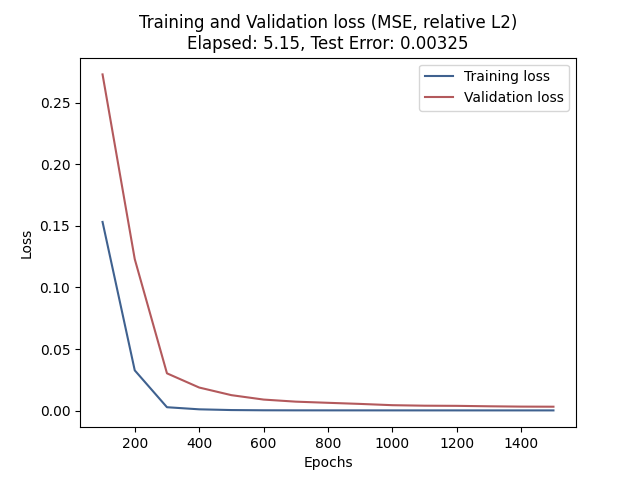 Training and Validation loss (MSE, relative L2)
Elapsed: 5.15, Test Error: 0.00325
Training loss
Validation loss
0.25
0.20
0.15
0.10
0.05
0.00
Loss
200 400 600 800 1000 1200 1400
Epochs